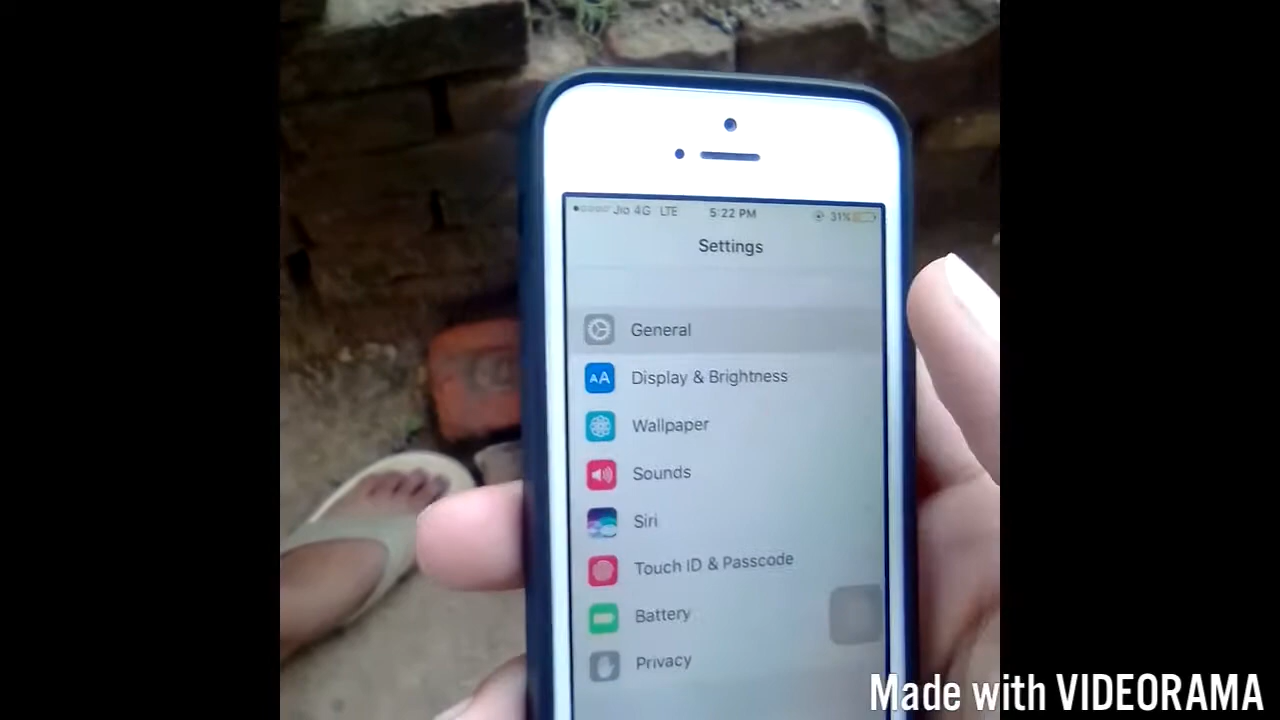 Jio 4G LTE 5:22 PM 31%
Settings
General
AA Display & Brightness
Wallpaper
Sounds
Siri
Touch ID & Passcode
Battery
Privacy
Made with VIDEORAMA